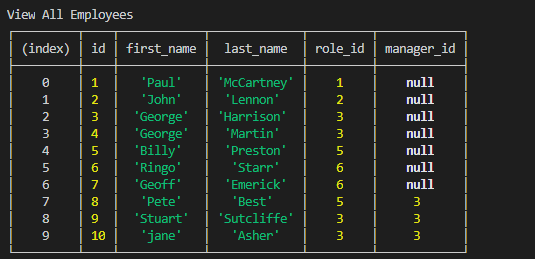 View All Employees
(index) id first_name last_name role_id manager_id
0 1 'Paul' 'McCartney' 1 null
1 2 'John' 'Lennon' 2 null
2 3 'George' 'Harrison' 3 null
3 4 'George' 'Martin' 3 null
4 5 'Billy' 'Preston' 5 null
5 6 'Ringo' 'Starr' 6 null
6 7 'Geoff' 'Emerick' 6 null
7 8 'Pete' 'Best' 5 3
8 9 'Stuart' 'Sutcliffe' 3 3
9 10 'jane' 'Asher' 3 3